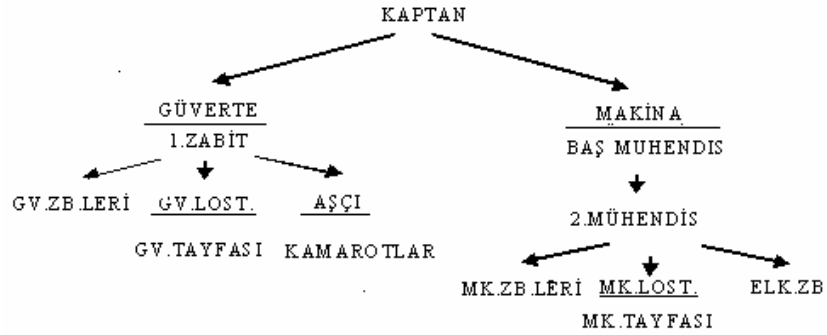 KAPTAN
GÜVERTE
1.ZABİT
GV.ZB.LERİ GV.LOST. AŞÇI
GV.TAYFASI KAMAROTLAR
MAKİNA
BAŞ MUHENDIS
2.MÜHENDİS
MK.ZB.LERİ MK.LOST. ELK.ZB
MK.TAYFASI